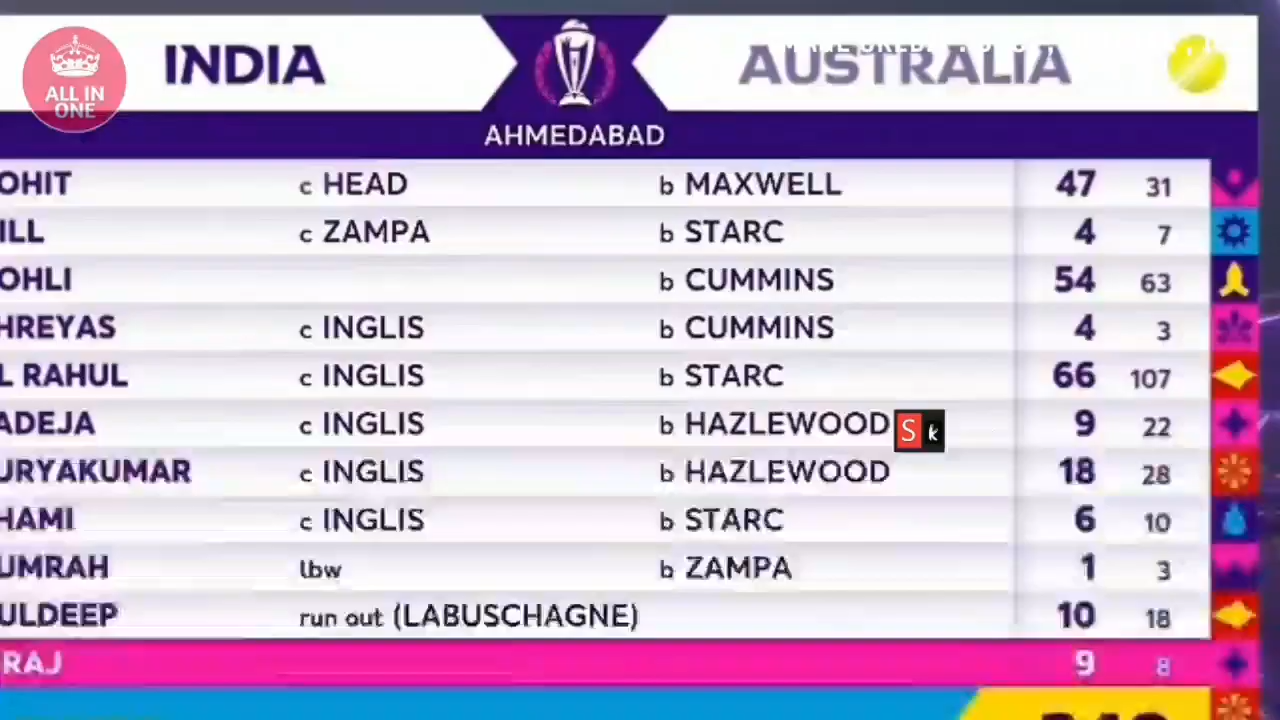 ALL IN
ONE
INDIA
AUSTRALIA
AHMEDABAD
OHIT c HEAD b MAXWELL 47 31
ILL c ZAMPA b STARC 4 7
OHLI b CUMMINS 54 63
HREYAS c INGLIS b CUMMINS 4 3
L RAHUL c INGLIS b STARC 66 107
ADEJA c INGLIS b HAZLEWOOD S k 9 22
URYAKUMAR c INGLIS b HAZLEWOOD 18 28
HAMI c INGLIS b STARC 6 10
UMRAH lbw b ZAMPA 1 3
ULDEEP run out (LABUSCHAGNE) 10 18
RAJ 9 8